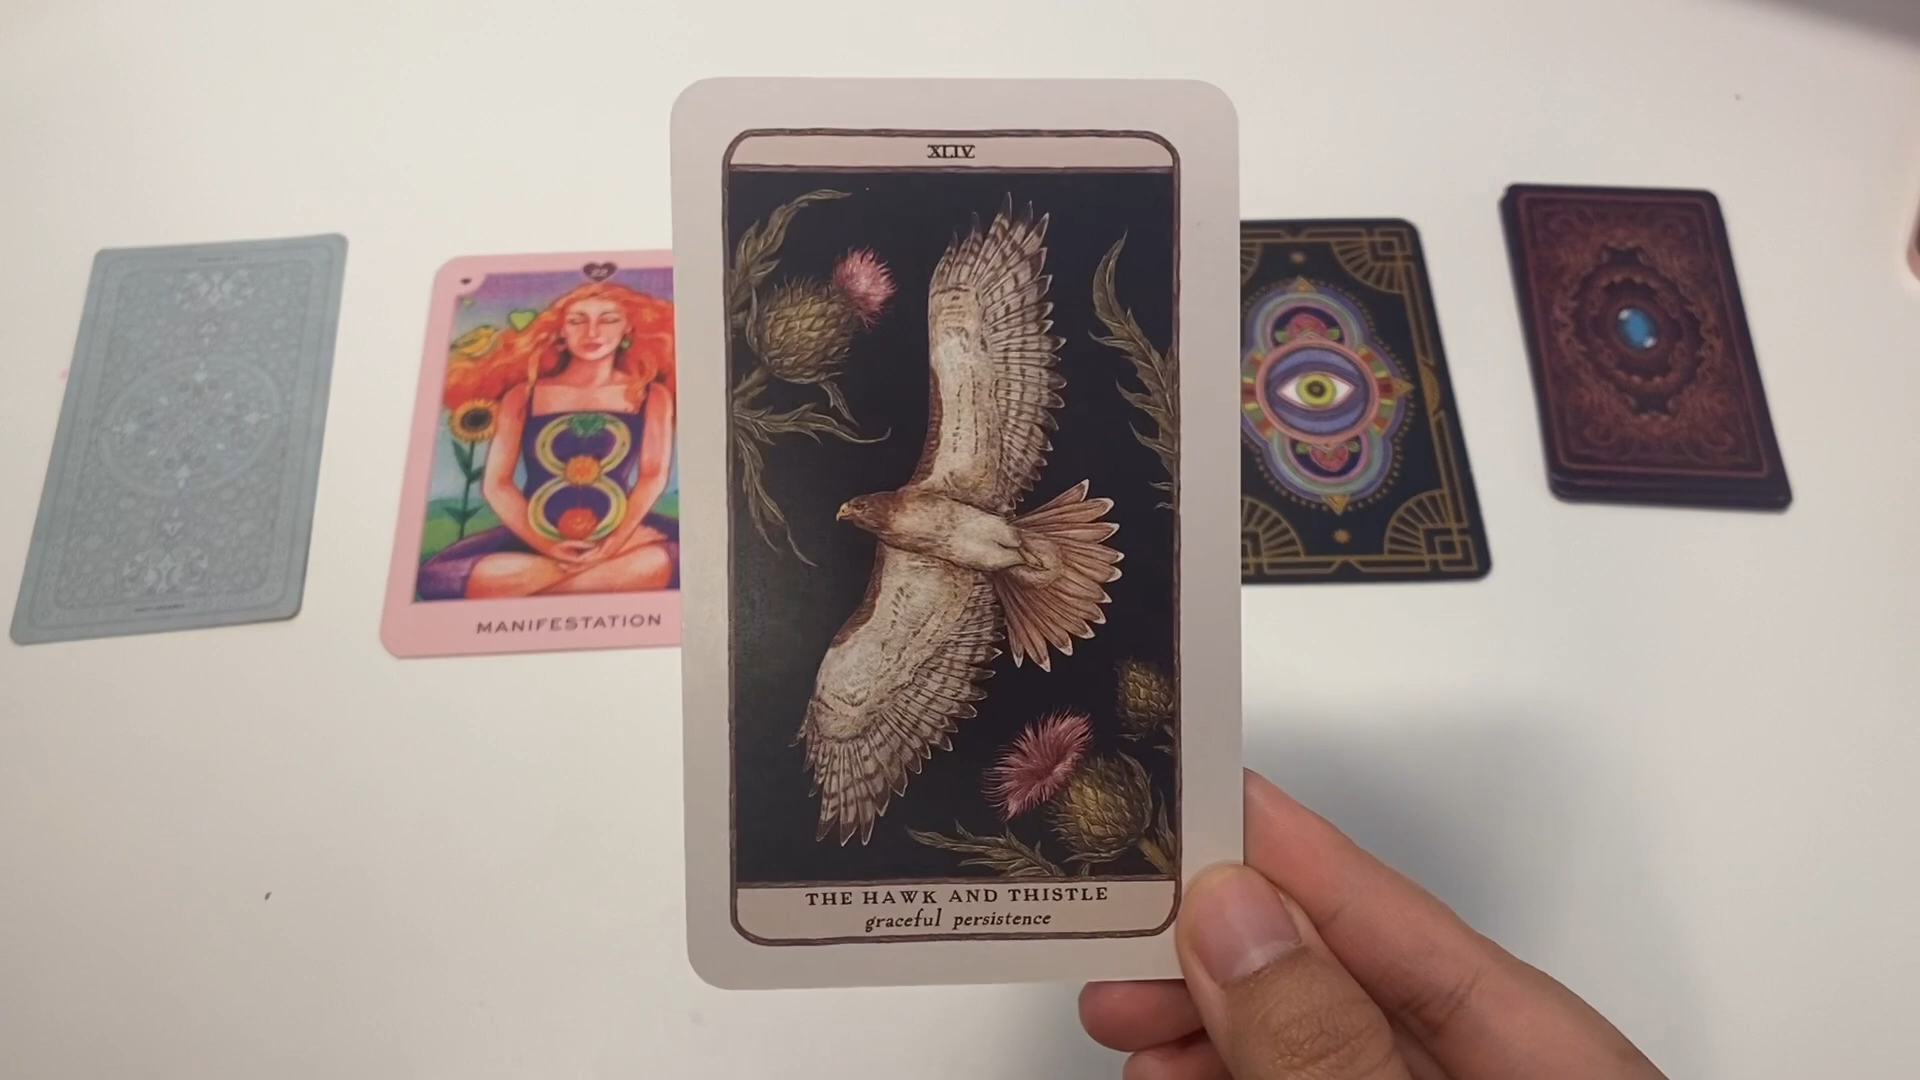 XLIV
THE HAWK AND THISTLE
graceful persistence
MANIFESTATION